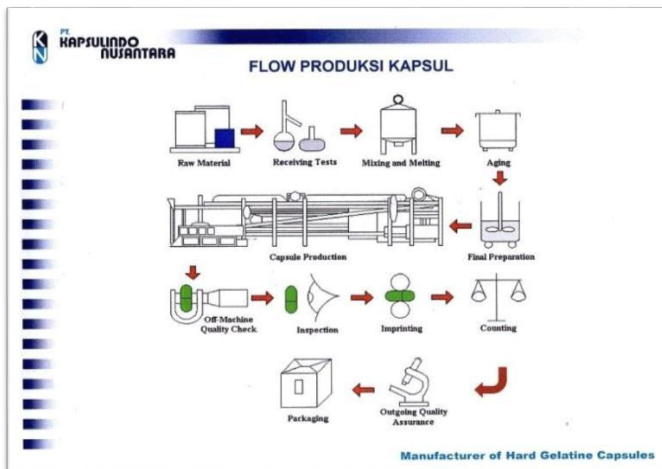 PT.
KAPSULINDO
NUSANTARA
FLOW PRODUKSI KAPSUL
Raw Material
Receiving Tests
Mixing and Melting
Aging
Capsule Production
Final Preparation
Off-Machine
Quality Check
Inspection
Imprinting
Counting
Packaging
Outgoing Quality
Assurance
Manufacturer of Hard Gelatine Capsules